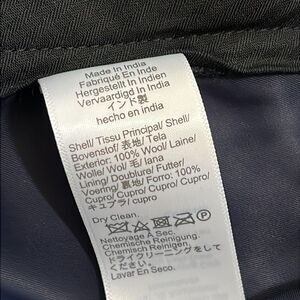 Made In India
Fabriqué En Inde
Hergestellt In Indien
Vervaardigd In India
インド製
hecho en india
Shell/ Tissu Principal/ Shell/
Bovenstof/ 表地/ Tela
Exterior: 100% Wool/ Laine/
Wolle/ Wol/ 毛/ lana
Lining/ Doublure/ Futter/
Voering/ 裏地/ Forro: 100%
Cupro/ Cupro/ Cupro/ Cupro/
キュプラ/ cupro
Dry Clean.
Nettoyage A Sec.
Chemische Reinigung.
Chemisch Reinigen.
ドライクリーニングをして
ください。
Lavar En Seco.